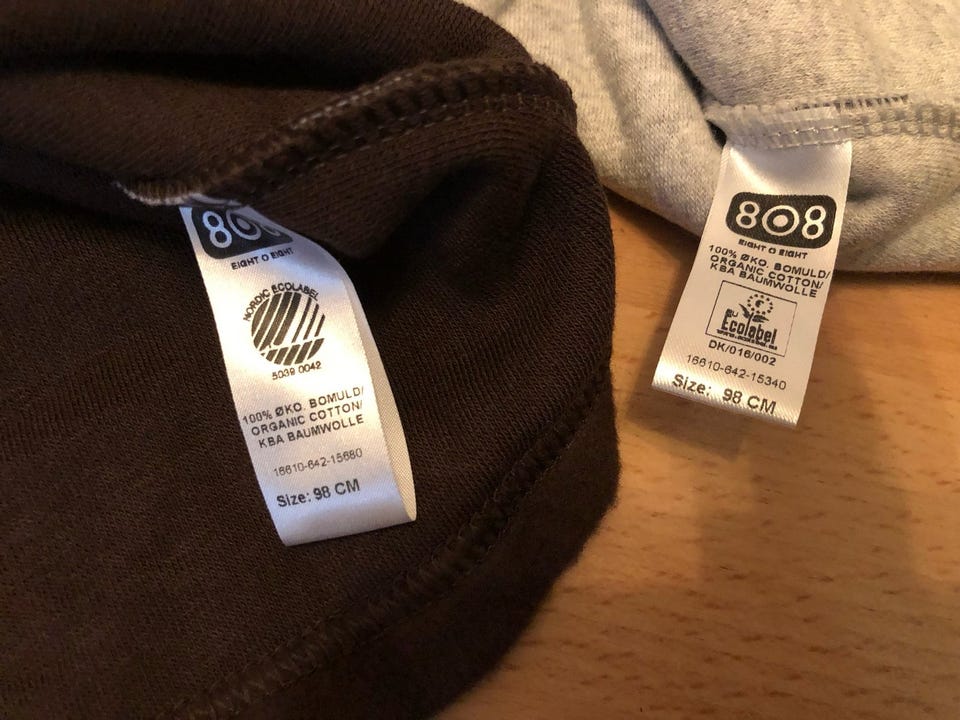 808
EIGHT O EIGHT
NORDIC ECOLABEL
5039 0042
100% ØKO. BOMULD/
ORGANIC COTTON/
KBA BAUMWOLLE
16610-642-15680
Size: 98 CM
808
EIGHT O EIGHT
100% ØKO. BOMULD/
ORGANIC COTTON/
KBA BAUMWOLLE
EU
Ecolabel
DK/016/002
16610-642-15340
Size: 98 CM